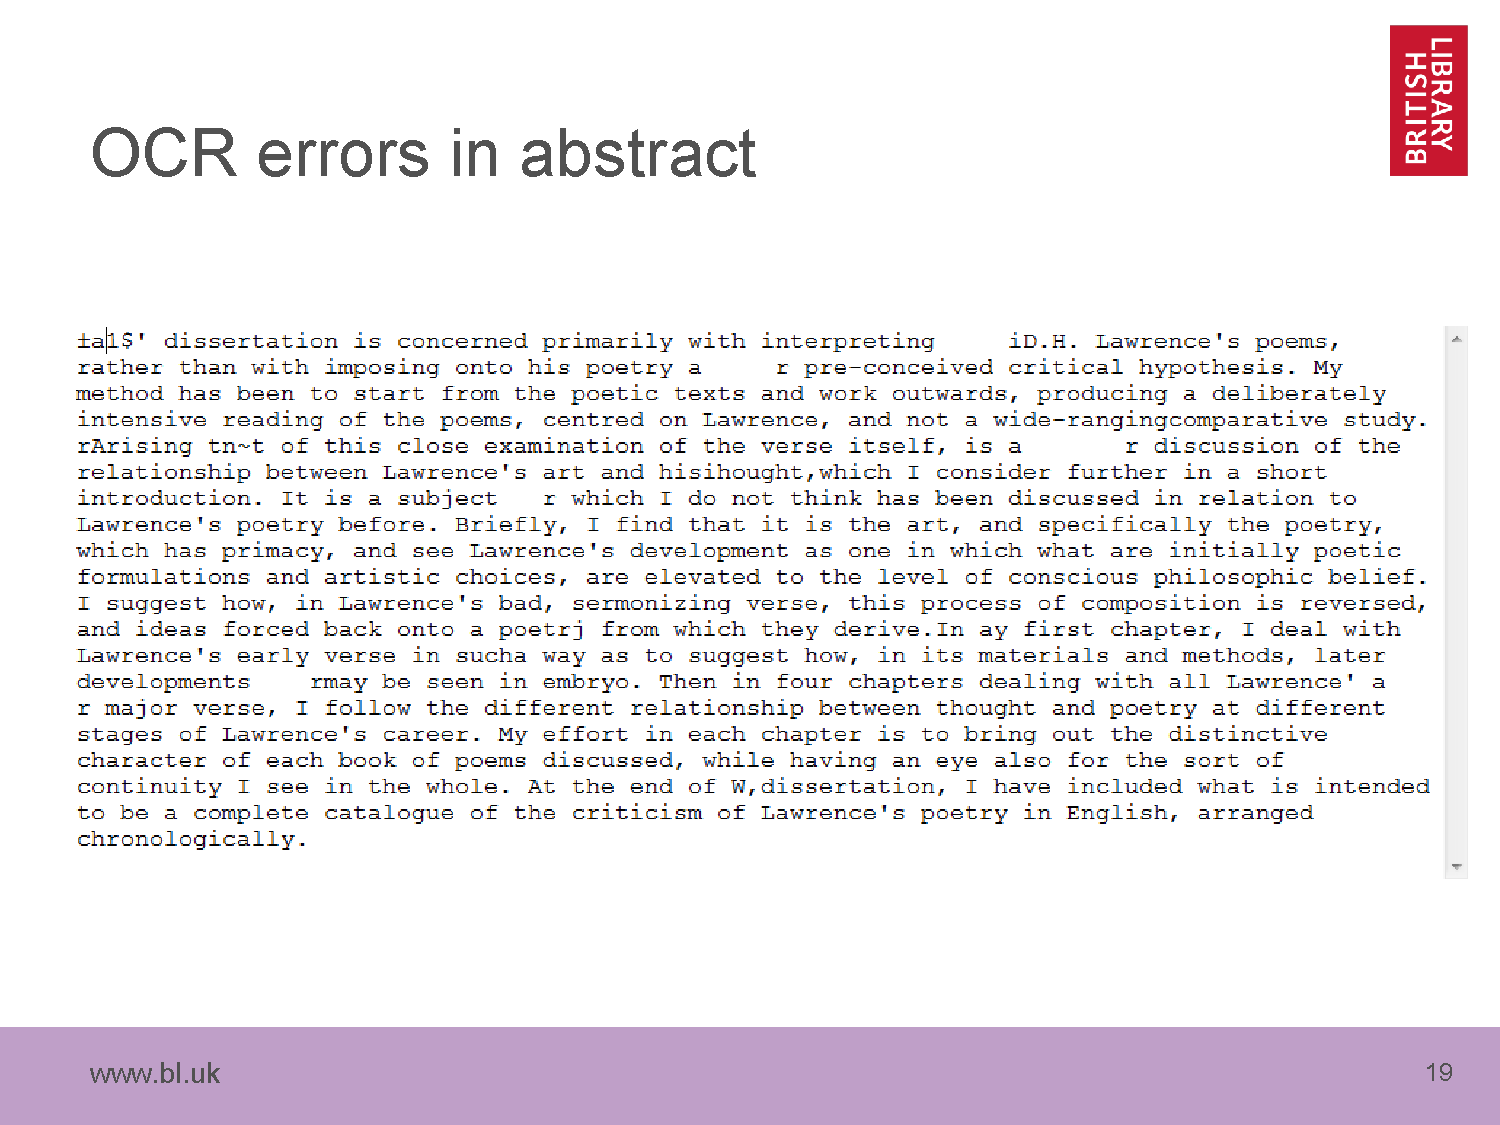 BRITISH
LIBRARY
OCR errors in abstract
±al$' dissertation is concerned primarily with interpreting     iD.H. Lawrence's poems,
rather than with imposing onto his poetry a     r pre-conceived critical hypothesis. My
method has been to start from the poetic texts and work outwards, producing a deliberately
intensive reading of the poems, centred on Lawrence, and not a wide-rangingcomparative study.
rArising tn~t of this close examination of the verse itself, is a       r discussion of the
relationship between Lawrence's art and hisihought,which I consider further in a short
introduction. It is a subject   r which I do not think has been discussed in relation to
Lawrence's poetry before. Briefly, I find that it is the art, and specifically the poetry,
which has primacy, and see Lawrence's development as one in which what are initially poetic
formulations and artistic choices, are elevated to the level of conscious philosophic belief.
I suggest how, in Lawrence's bad, sermonizing verse, this process of composition is reversed,
and ideas forced back onto a poetrj from which they derive.In ay first chapter, I deal with
Lawrence's early verse in sucha way as to suggest how, in its materials and methods, later
developments    rmay be seen in embryo. Then in four chapters dealing with all Lawrence' a
r major verse, I follow the different relationship between thought and poetry at different
stages of Lawrence's career. My effort in each chapter is to bring out the distinctive
character of each book of poems discussed, while having an eye also for the sort of
continuity I see in the whole. At the end of W,dissertation, I have included what is intended
to be a complete catalogue of the criticism of Lawrence's poetry in English, arranged
chronologically.
www.bl.uk
19